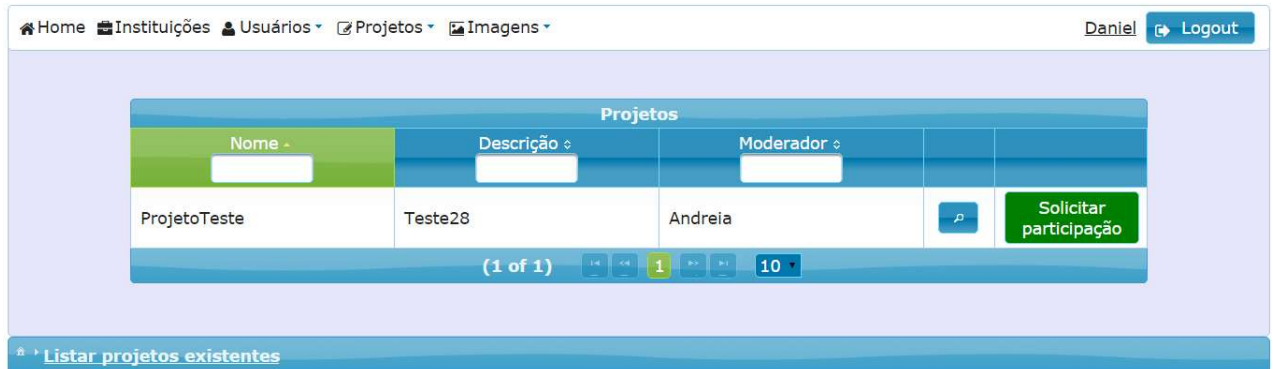 Home Instituições Usuários Projetos Imagens Daniel Logout
Projetos
Nome Descrição Moderador
ProjetoTeste Teste28 Andreia Solicitar participação
(1 of 1) 1 10
Listar projetos existentes